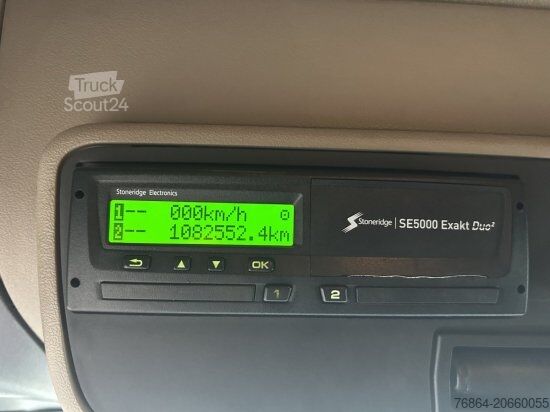 Truck
Scout24
Stoneridge Electronics
1 -- 000km/h
2 -- 1082552.4km
Stoneridge | SE5000 Exakt Duo²
OK
1 2
76864-20660055